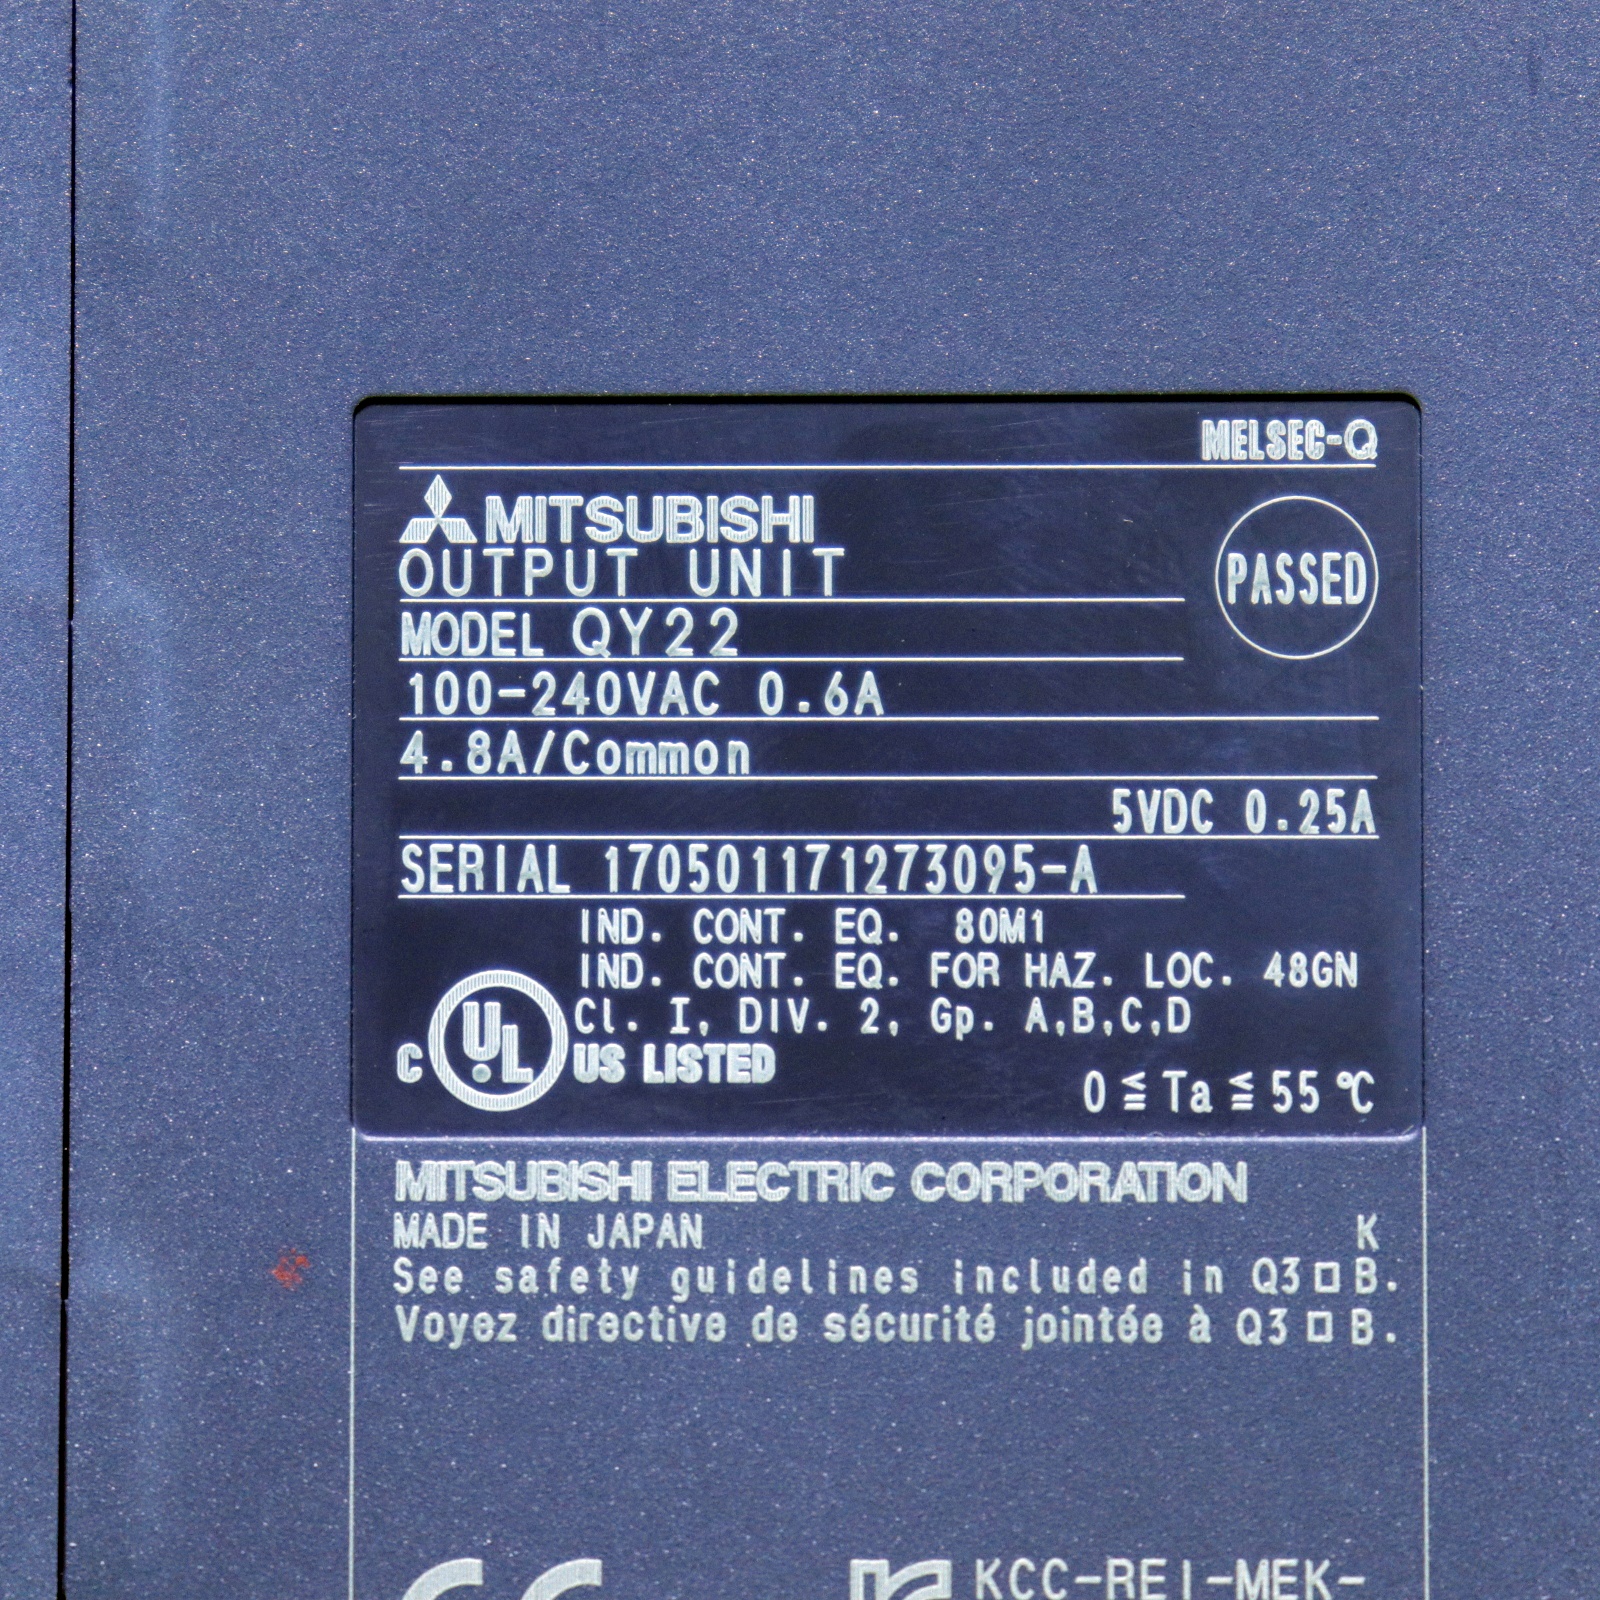 MELSEC-Q
MITSUBISHI
OUTPUT UNIT
PASSED
MODEL QY22
100-240VAC 0.6A
4.8A/Common
5VDC 0.25A
SERIAL 170501171273095-A
IND. CONT. EQ. 80M1
IND. CONT. EQ. FOR HAZ. LOC. 48GN
Cl. I, DIV. 2, Gp. A,B,C,D
C UL US LISTED
0 ≦ Ta ≦ 55 ℃
MITSUBISHI ELECTRIC CORPORATION
MADE IN JAPAN K
See safety guidelines included in Q3□B.
Voyez directive de sécurité jointée à Q3□B.
CE KCC-REI-MEK-